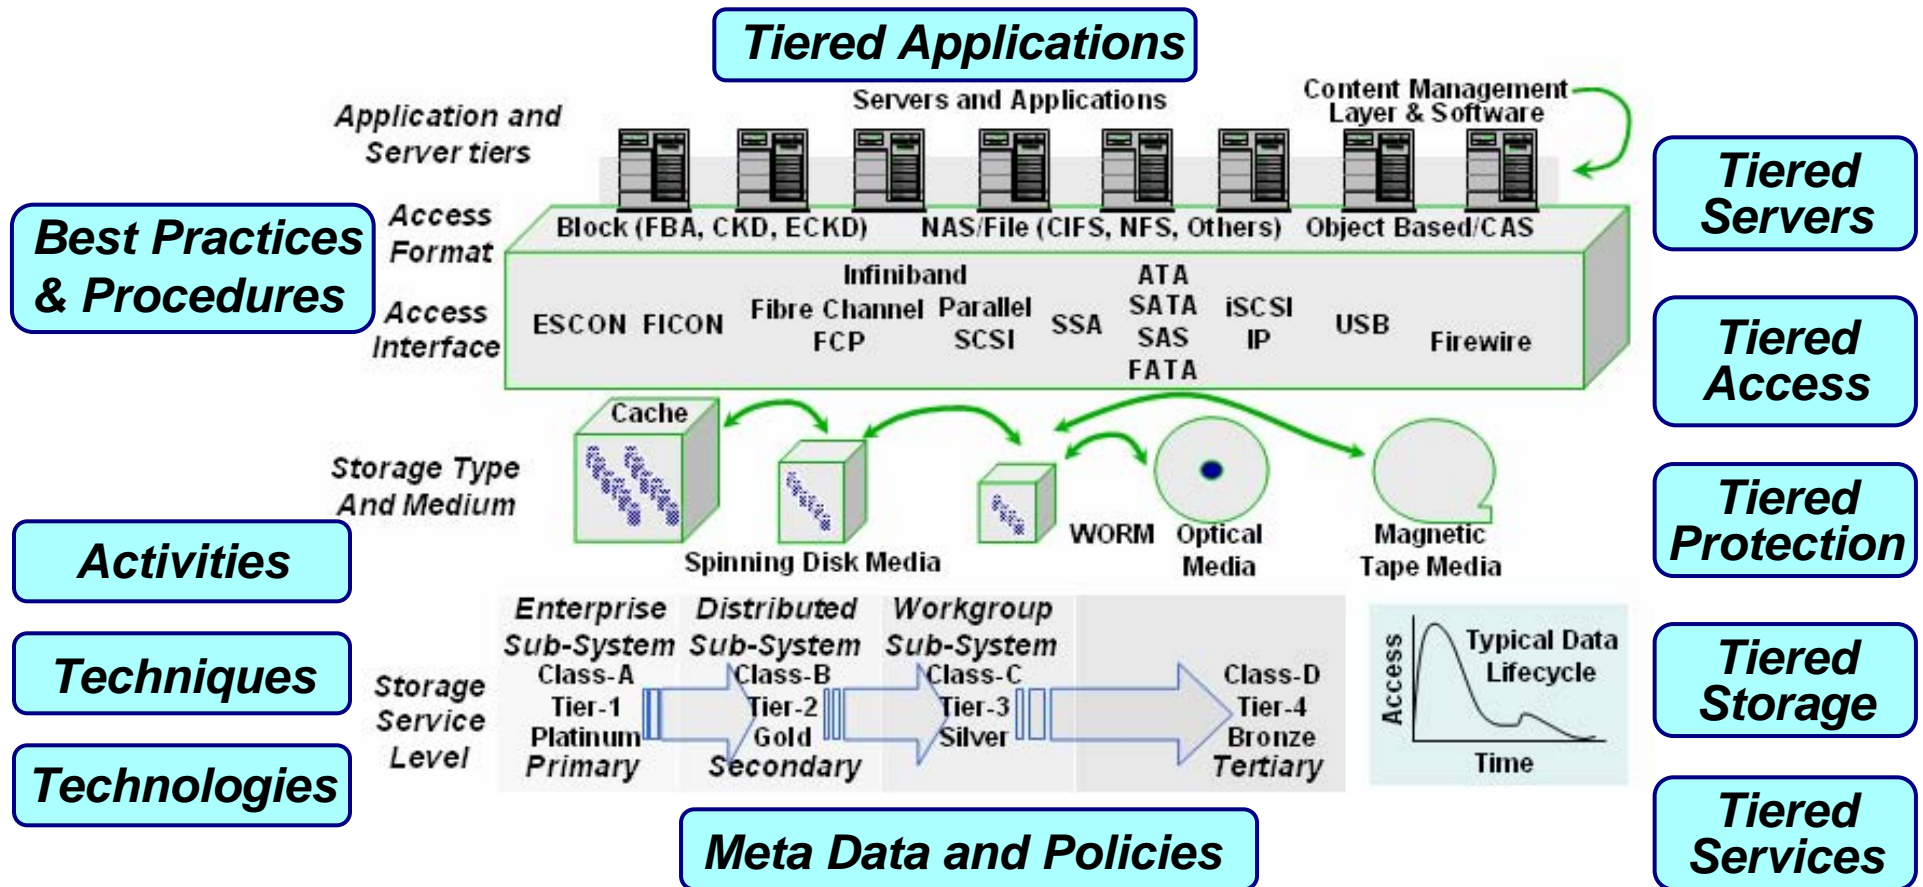 Tiered Applications
Servers and Applications
Content Management
Layer & Software
Application and
Server tiers
Best Practices
& Procedures
Access
Format
Block (FBA, CKD, ECKD)
NAS/File (CIFS, NFS, Others)
Object Based/CAS
Access
Interface
ESCON
FICON
Infiniband
Fibre Channel
FCP
Parallel
SCSI
SSA
ATA
SATA
SAS
FATA
iSCSI
IP
USB
Firewire
Tiered
Servers
Tiered
Access
Tiered
Protection
Tiered
Storage
Tiered
Services
Storage Type
And Medium
Cache
Spinning Disk Media
WORM
Optical
Media
Magnetic
Tape Media
Activities
Techniques
Technologies
Storage
Service
Level
Enterprise
Sub-System
Class-A
Tier-1
Platinum
Primary
Distributed
Sub-System
Class-B
Tier-2
Gold
Secondary
Workgroup
Sub-System
Class-C
Tier-3
Silver
Class-D
Tier-4
Bronze
Tertiary
Access
Typical Data
Lifecycle
Time
Meta Data and Policies